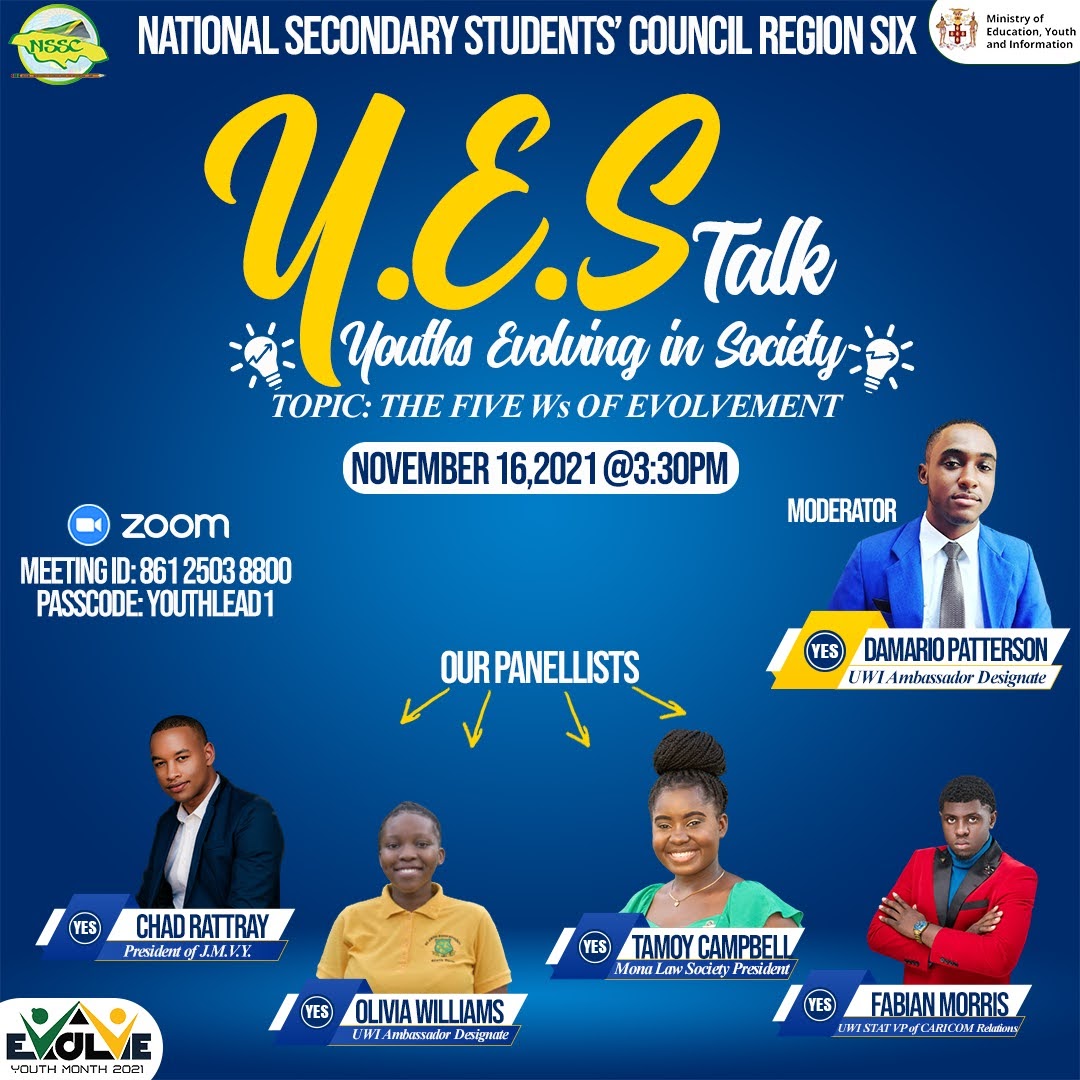 NSSC
NATIONAL SECONDARY STUDENTS' COUNCIL REGION SIX
Ministry of
Education, Youth
and Information
Y.E.S Talk
Youths Evolving in Society
TOPIC: THE FIVE Ws OF EVOLVEMENT
NOVEMBER 16,2021 @3:30PM
zoom
MEETING ID: 861 2503 8800
PASSCODE: YOUTHLEAD1
MODERATOR
YES DAMARIO PATTERSON
UWI Ambassador Designate
OUR PANELLISTS
YES CHAD RATTRAY
President of J.M.V.Y.
YES OLIVIA WILLIAMS
UWI Ambassador Designate
YES TAMOY CAMPBELL
Mona Law Society President
YES FABIAN MORRIS
UWI STAT VP of CARICOM Relations
EVOLVE
YOUTH MONTH 2021